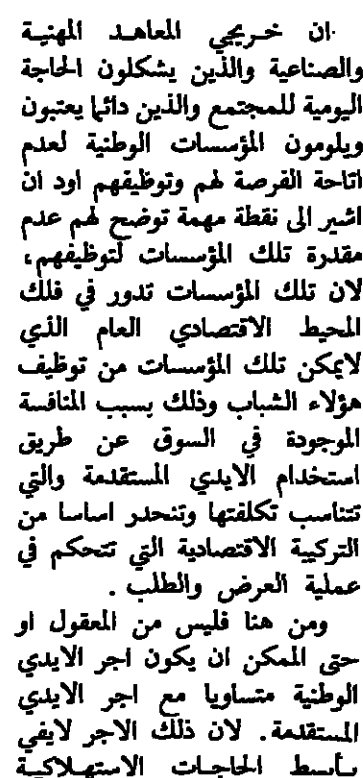 ان خريجي المعاهد المهنية
والصناعية والذين يشكلون الحاجة
اليومية للمجتمع والذين دائما يعتبون
ويلومون المؤسسات الوطنية لعدم
اتاحة الفرصة لهم وتوظيفهم اود ان
اشير الى نقطة مهمة توضح لهم عدم
مقدرة تلك المؤسسات لتوظيفهم،
لان تلك المؤسسات تدور في فلك
المحيط الاقتصادي العام الذي
لايمكن تلك المؤسسات من توظيف
هؤلاء الشباب وذلك بسبب المنافسة
الموجودة في السوق عن طريق
استخدام الايدي المستقدمة والتي
تتناسب تكلفتها وتنحدر اساسا من
التركيبة الاقتصادية التي تتحكم في
عملية العرض والطلب .
ومن هنا فليس من المعقول او
حتى الممكن ان يكون اجر الايدي
الوطنية متساويا مع اجر الايدي
المستقدمة. لان ذلك الاجر لايفي
بأبسط الحاجات الاستهلاكية